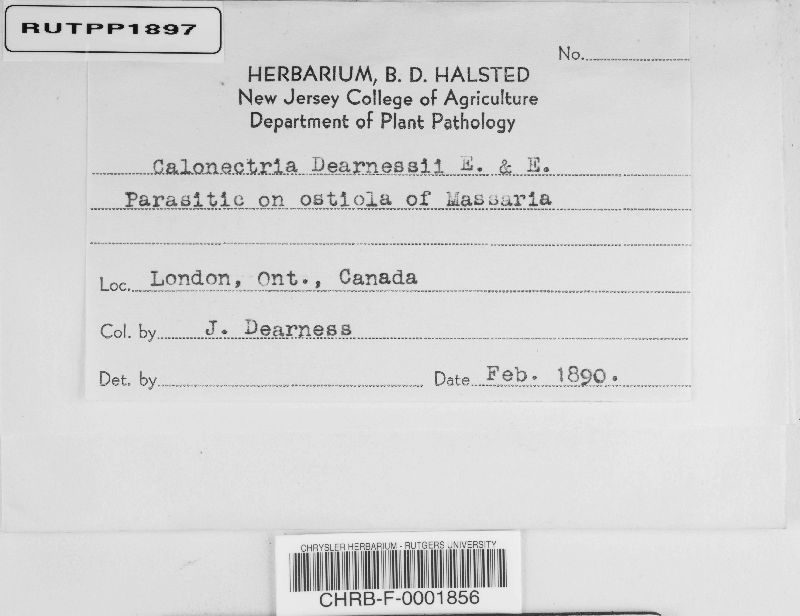 RUTPP1897
No.
HERBARIUM, B. D. HALSTED
New Jersey College of Agriculture
Department of Plant Pathology
Calonectria Dearnessii E. & E.
Parasitic on ostiola of Massaria
Loc. London, Ont., Canada
Col. by J. Dearness
Det. by Date Feb. 1890.
CHRYSLER HERBARIUM - RUTGERS UNIVERSITY
CHRB-F-0001856